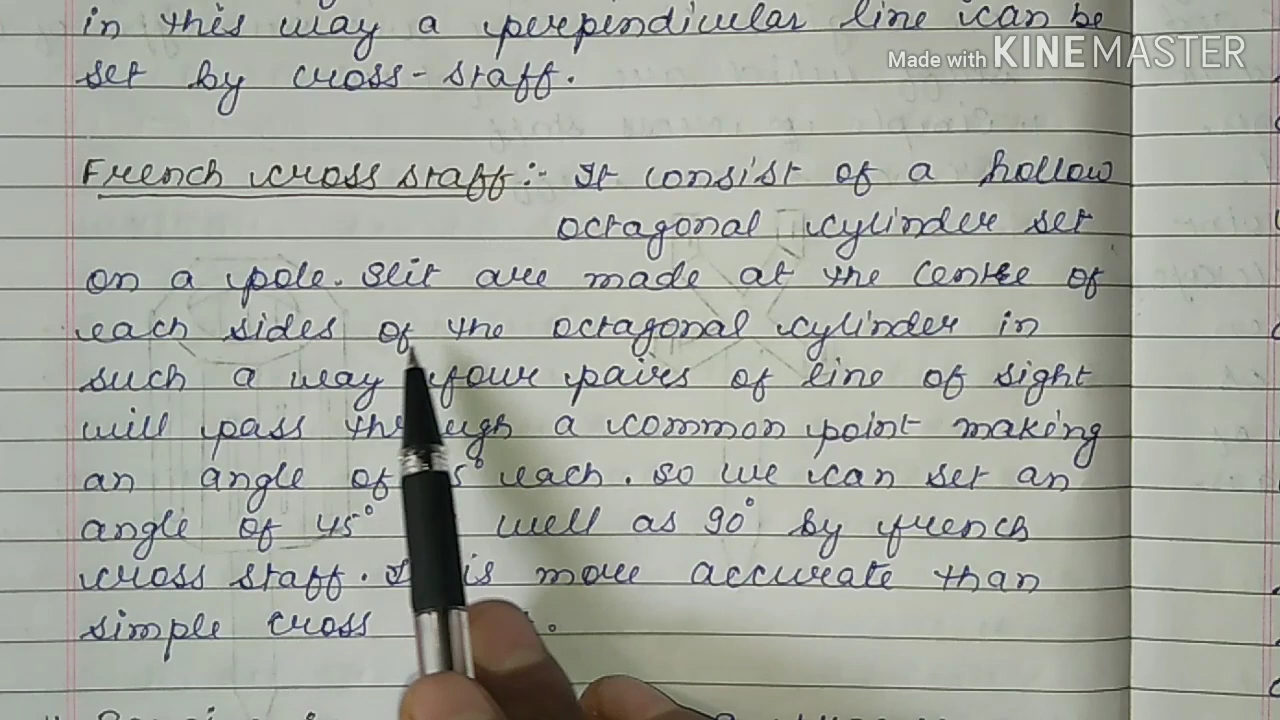 in this way a perpendicular line can be
Made with KINEMASTER
set by cross-staff.
French cross staff:- It consist of a hollow
octagonal cylinder set
on a pole. Slit are made at the centre of
each sides of the octagonal cylinder in
such a way four pairs of line of sight
will pass through a common point making
an angle of 5° each. so we can set an
angle of 45° well as 90° by french
cross staff. is more accurate than
simple cross .